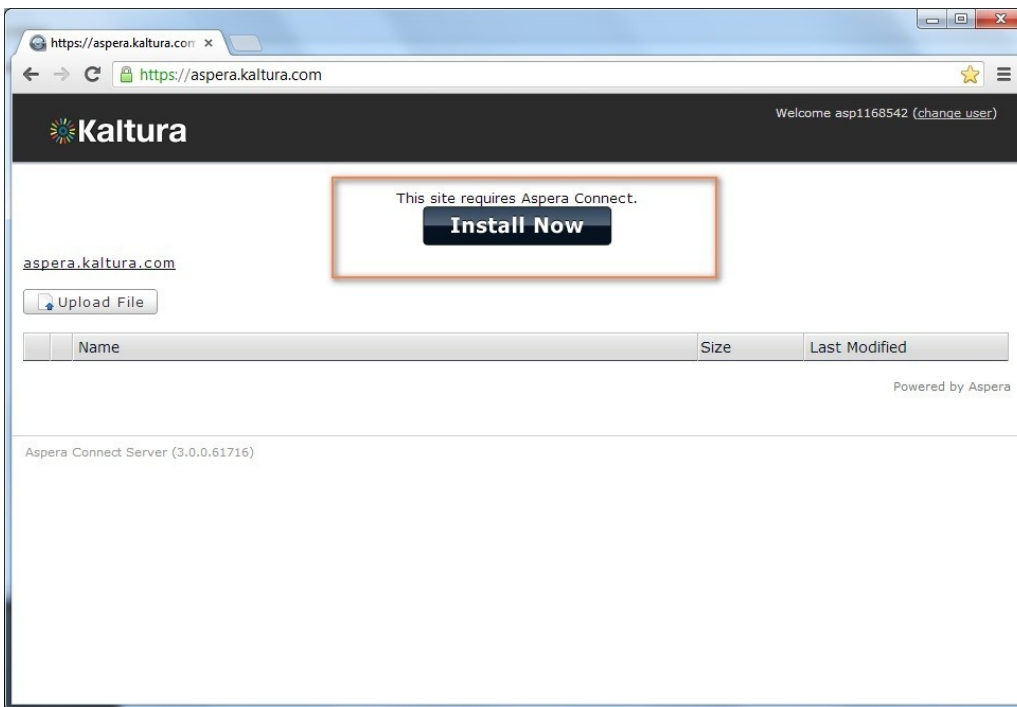 https://aspera.kaltura.com
https://aspera.kaltura.com
Kaltura
Welcome asp1168542 (change user)
This site requires Aspera Connect.
Install Now
aspera.kaltura.com
Upload File
Name Size Last Modified
Powered by Aspera
Aspera Connect Server (3.0.0.61716)